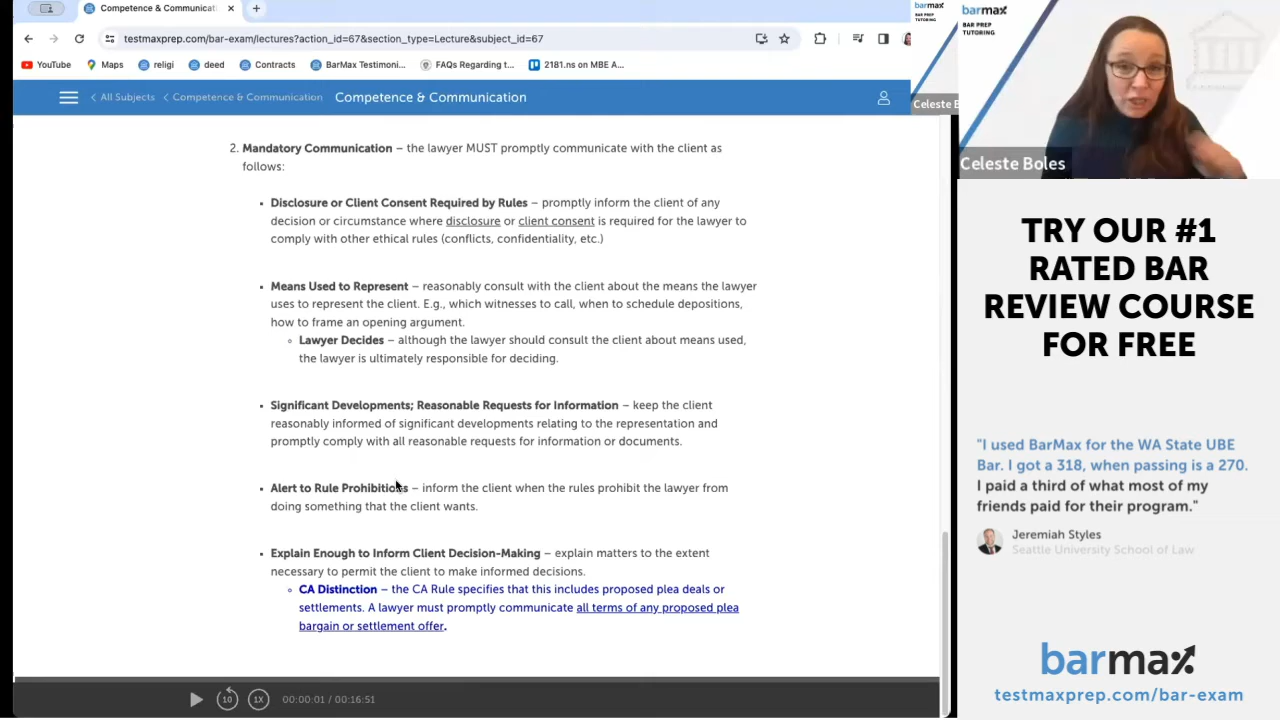 Competence & Communicati
testmaxprep.com/bar-exam/lectures?action_id=67&section_type=Lecture&subject_id=67
YouTube
Maps
religi
deed
Contracts
BarMax Testimoni...
FAQs Regarding t...
2181.ns on MBE A...
All Subjects
Competence & Communication
Competence & Communication
2. Mandatory Communication – the lawyer MUST promptly communicate with the client as
follows:
Disclosure or Client Consent Required by Rules – promptly inform the client of any
decision or circumstance where disclosure or client consent is required for the lawyer to
comply with other ethical rules (conflicts, confidentiality, etc.)
Means Used to Represent – reasonably consult with the client about the means the lawyer
uses to represent the client. E.g., which witnesses to call, when to schedule depositions,
how to frame an opening argument.
Lawyer Decides – although the lawyer should consult the client about means used,
the lawyer is ultimately responsible for deciding.
Significant Developments; Reasonable Requests for Information – keep the client
reasonably informed of significant developments relating to the representation and
promptly comply with all reasonable requests for information or documents.
Alert to Rule Prohibitions – inform the client when the rules prohibit the lawyer from
doing something that the client wants.
Explain Enough to Inform Client Decision-Making – explain matters to the extent
necessary to permit the client to make informed decisions.
CA Distinction – the CA Rule specifies that this includes proposed plea deals or
settlements. A lawyer must promptly communicate all terms of any proposed plea
bargain or settlement offer.
10
1X
00:00:01 / 00:16:51
barmax
BAR PREP
TUTORING
Celeste B
barmax
BAR PREP
TUTORING
Celeste Boles
TRY OUR #1
RATED BAR
REVIEW COURSE
FOR FREE
"I used BarMax for the WA State UBE
Bar. I got a 318, when passing is a 270.
I paid a third of what most of my
friends paid for their program."
Jeremiah Styles
Seattle University School of Law
barmax
testmaxprep.com/bar-exam